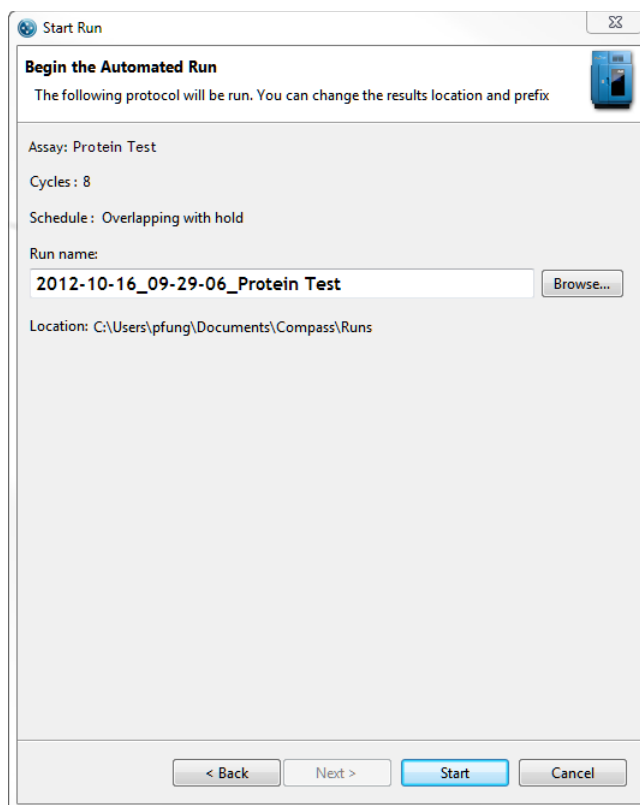 Start Run
Begin the Automated Run
The following protocol will be run. You can change the results location and prefix
Assay: Protein Test
Cycles : 8
Schedule : Overlapping with hold
Run name:
2012-10-16_09-29-06_Protein Test
Browse...
Location: C:\Users\pfung\Documents\Compass\Runs
< Back
Next >
Start
Cancel